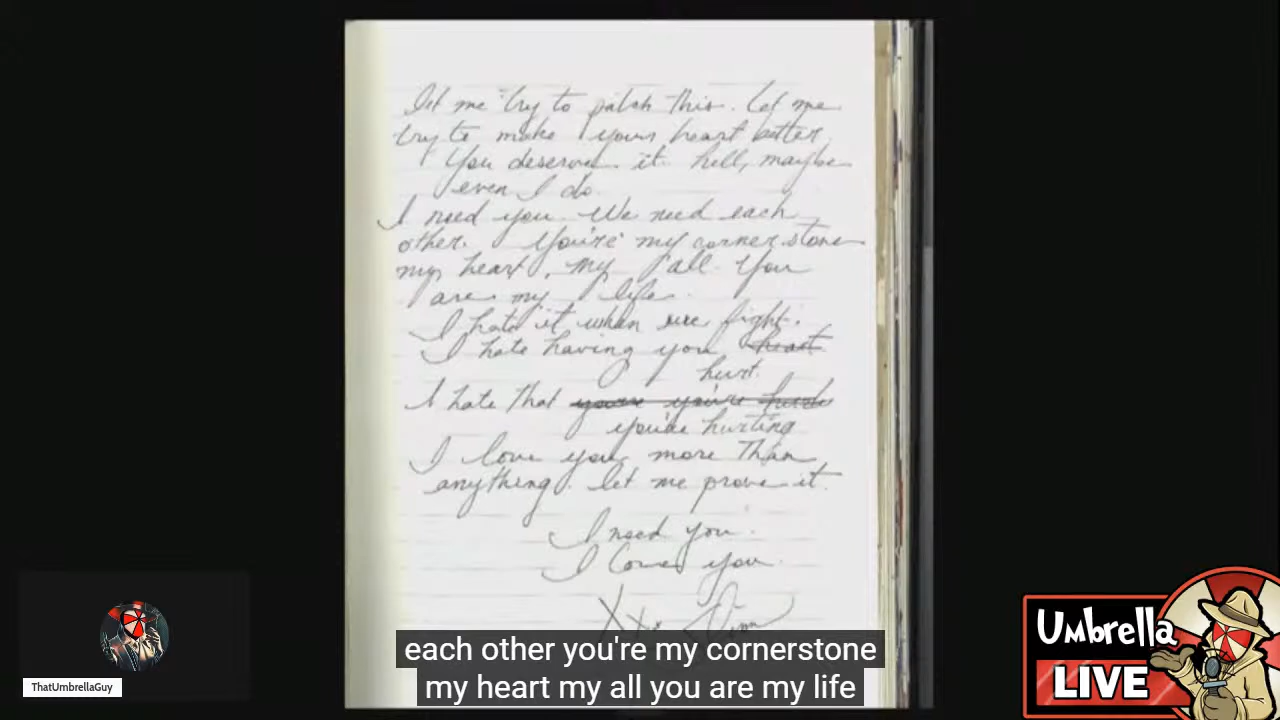 let me try to patch this. Let me
try to make your heart better
You deserve it. hell, maybe
even I do.
I need you. We need each
other. You're my cornerstone
my heart, my all. You
are my life.
I hate it when we fight.
I hate having you heart
hurt.
I hate that you're
you're hurting
I love you more than
anything. let me prove it.
I need you.
I love you
each other you're my cornerstone
my heart my all you are my life
ThatUmbrellaGuy
UMbrella
LIVE